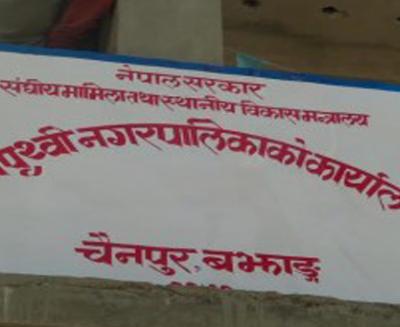 नेपाल सरकार
संघीय मामिला तथा स्थानीय विकास मन्त्रालय
पृथ्वी नगरपालिकाको
चैनपुर, बझाङ्ग